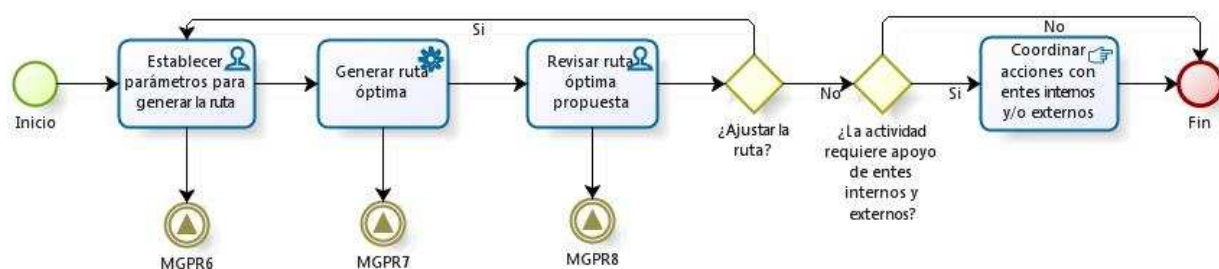 Si
No
Establecer
parámetros para
generar la ruta
Generar ruta
óptima
Revisar ruta
óptima
propuesta
Coordinar
acciones con
entes internos
y/o externos
Inicio
No
Si
Fin
¿Ajustar la
ruta?
¿La actividad
requiere apoyo
de entes
internos y
externos?
MGPR6
MGPR7
MGPR8